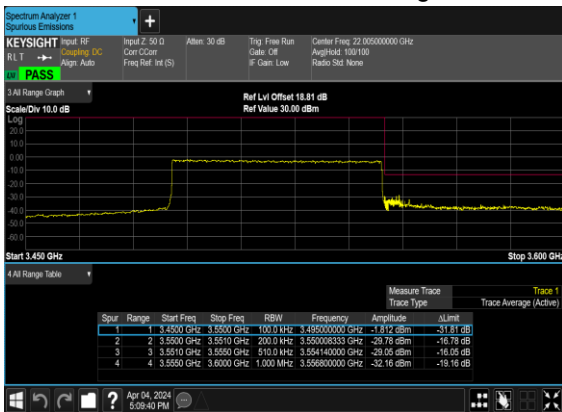 Spectrum Analyzer 1
Spurious Emissions
KEYSIGHT Input: RF Input Z: 50 Ω Atten: 30 dB Trig: Free Run Center Freq: 22.005000000 GHz
RLT Coupling: DC Corr CCorr Gate: Off Avg|Hold: 100/100
Align: Auto Freq Ref: Int (S) IF Gain: Low Radio Std: None
LV PASS
3 All Range Graph
Ref Lvl Offset 18.81 dB
Scale/Div 10.0 dB Ref Value 30.00 dBm
Log
20.0
10.0
0.00
-10.0
-20.0
-30.0
-40.0
-50.0
-60.0
Start 3.450 GHz Stop 3.600 GHz
4 All Range Table
Measure Trace Trace 1
Trace Type Trace Average (Active)
Spur Range Start Freq Stop Freq RBW Frequency Amplitude ΔLimit
1 1 3.4500 GHz 3.5500 GHz 100.0 kHz 3.495000000 GHz -1.812 dBm -31.81 dB
2 2 3.5500 GHz 3.5510 GHz 200.0 kHz 3.550008333 GHz -29.78 dBm -16.78 dB
3 3 3.5510 GHz 3.5550 GHz 510.0 kHz 3.554140000 GHz -29.05 dBm -16.05 dB
4 4 3.5550 GHz 3.6000 GHz 1.000 MHz 3.556800000 GHz -32.16 dBm -19.16 dB
? Apr 04, 2024
5:09:40 PM